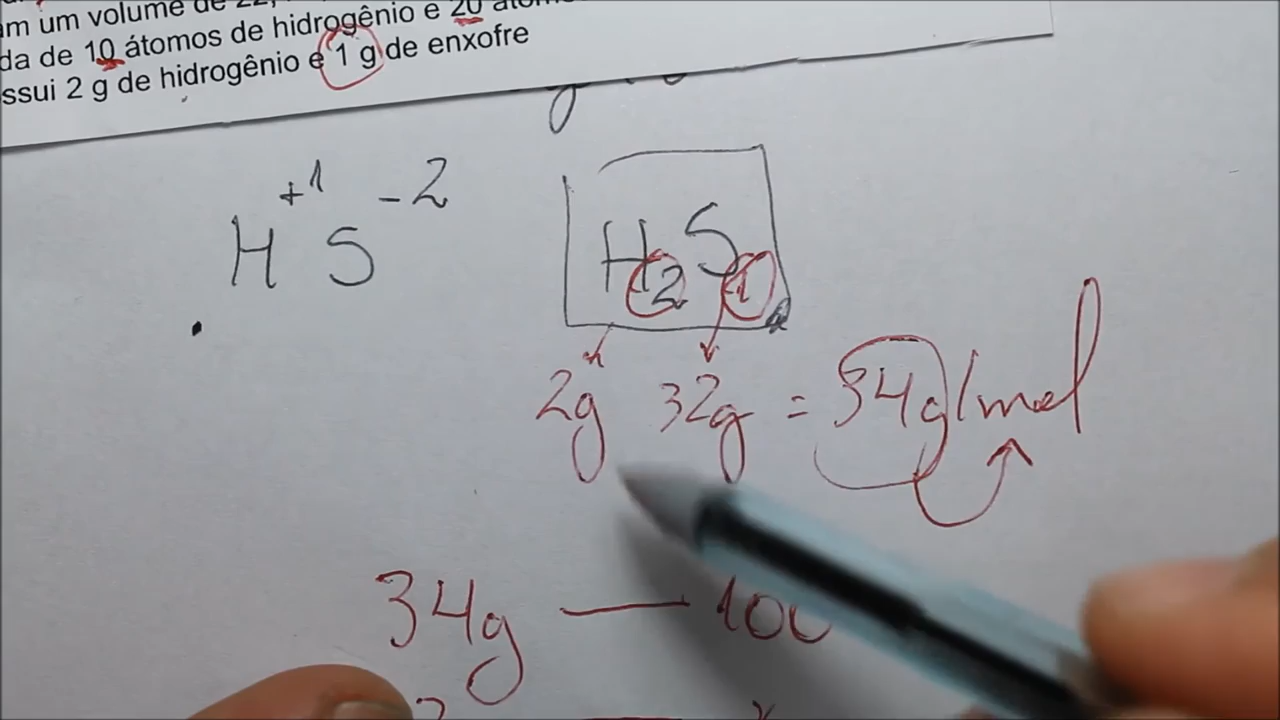 um volume de 22,
da de 10 átomos de hidrogênio e 20
ssui 2 g de hidrogênio e 1 g de enxofre
g
H+1 S-2
H2S1
2g 32g = 34g/mol
34g — 100